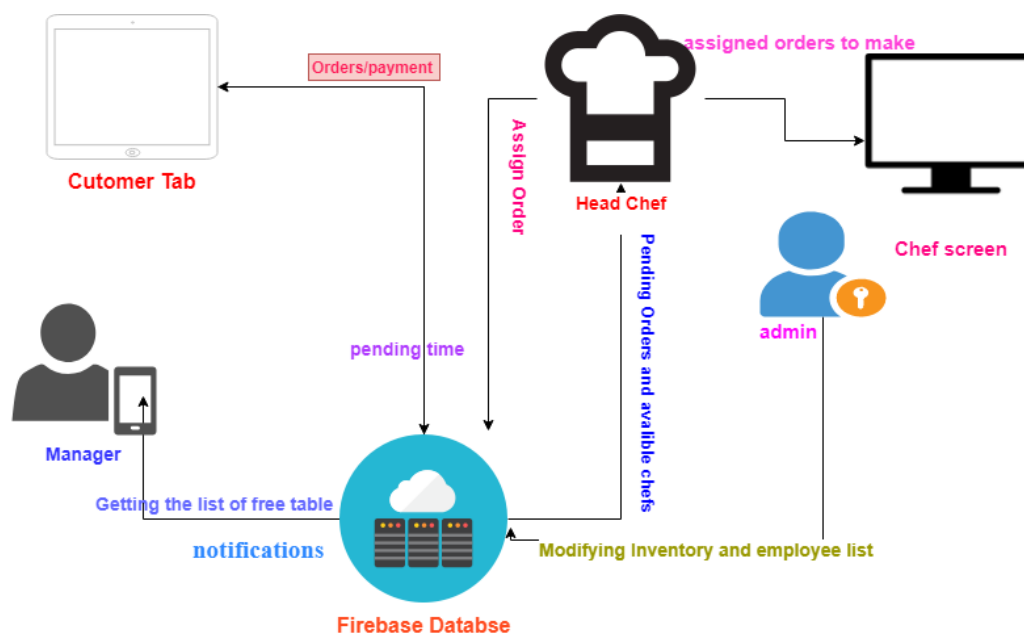 assigned orders to make
Orders/payment
Assign Order
Cutomer Tab
Head Chef
Chef screen
Pending Orders and avalible chefs
admin
pending time
Manager
Getting the list of free table
notifications
Modifying Inventory and employee list
Firebase Databse